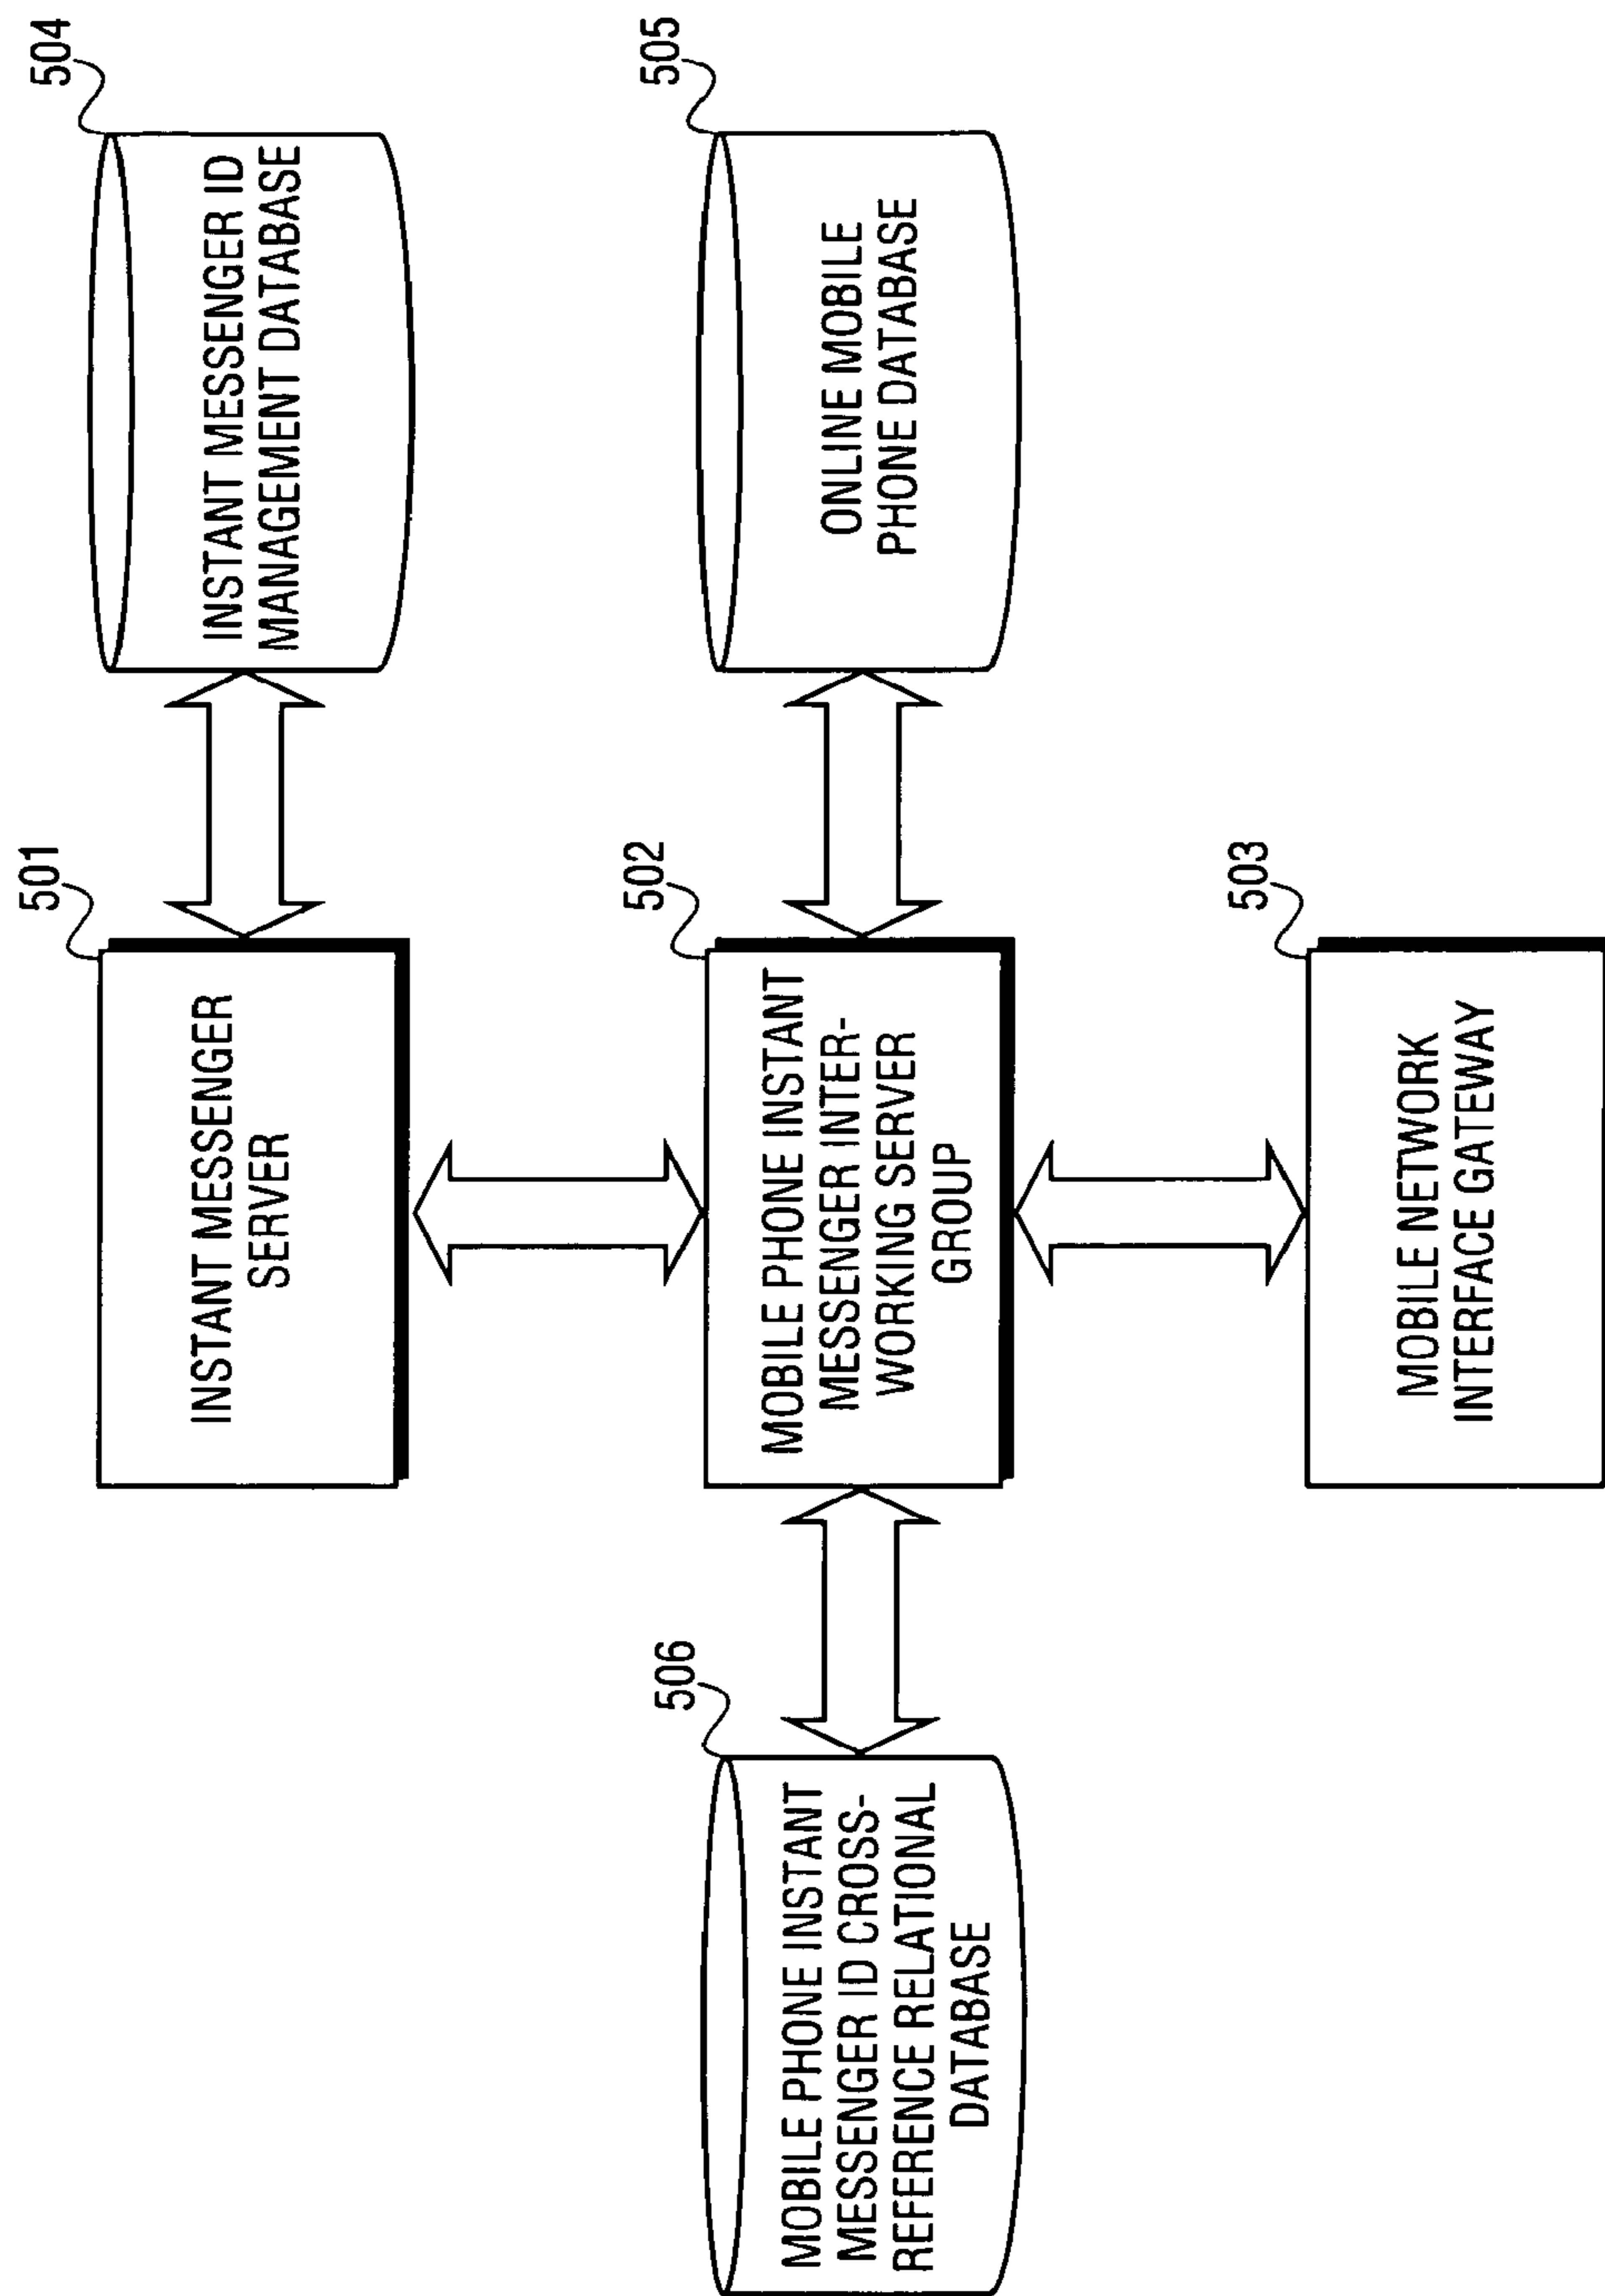 501
INSTANT MESSENGER
SERVER
504
INSTANT MESSENGER ID
MANAGEMENT DATABASE
506
MOBILE PHONE INSTANT
MESSENGER ID CROSS-
REFERENCE RELATIONAL
DATABASE
502
MOBILE PHONE INSTANT
MESSENGER INTER-
WORKING SERVER
GROUP
505
ONLINE MOBILE
PHONE DATABASE
503
MOBILE NETWORK
INTERFACE GATEWAY